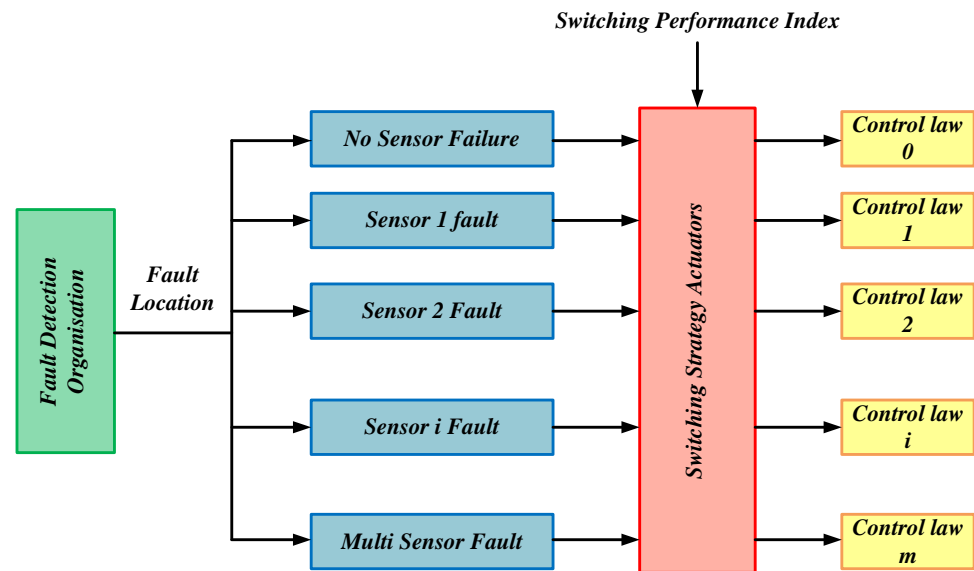 Switching Performance Index
No Sensor Failure
Control law
0
Sensor 1 fault
Control law
1
Fault
Location
Fault Detection
Organisation
Sensor 2 Fault
Switching Strategy Actuators
Control law
2
Sensor i Fault
Control law
i
Multi Sensor Fault
Control law
m